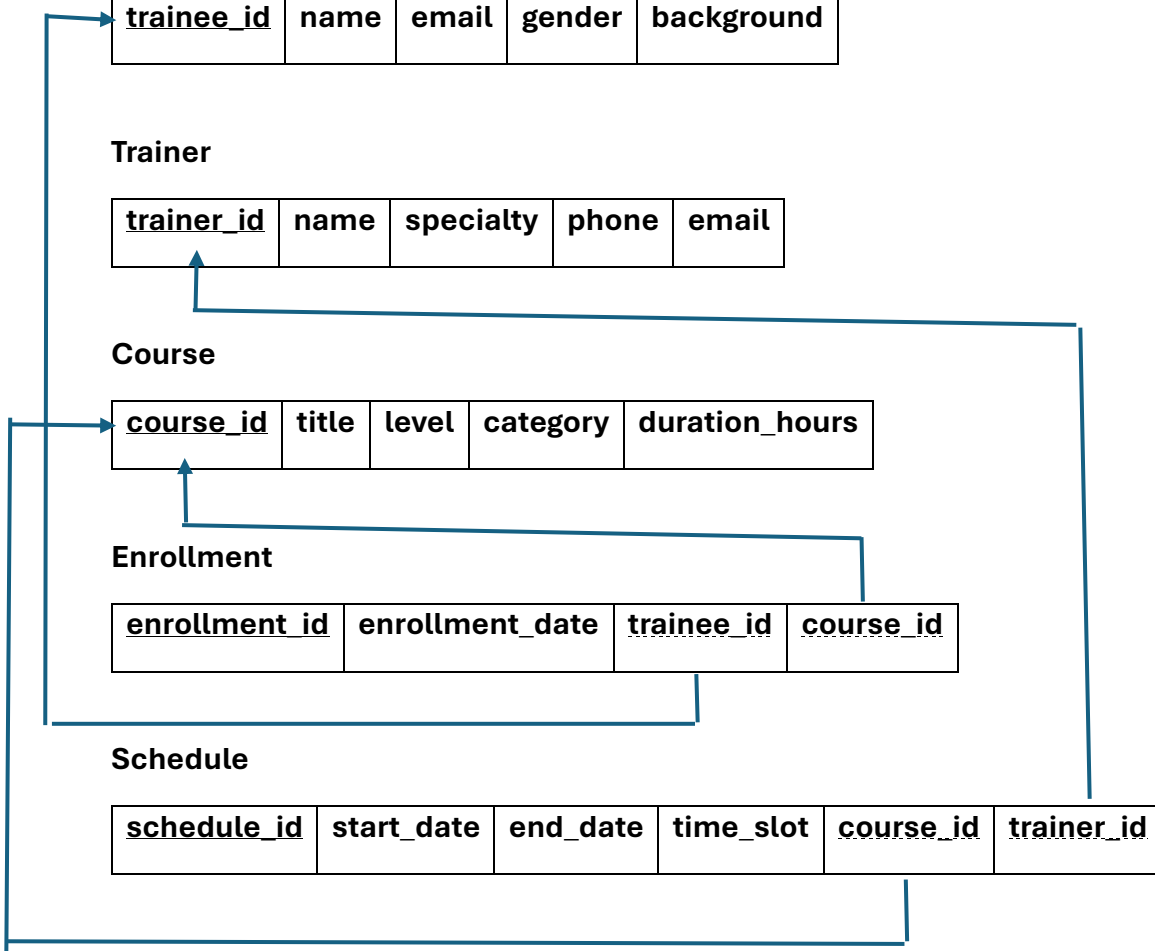 trainee_id name email gender background
Trainer
trainer_id name specialty phone email
Course
course_id title level category duration_hours
Enrollment
enrollment_id enrollment_date trainee_id course_id
Schedule
schedule_id start_date end_date time_slot course_id trainer_id